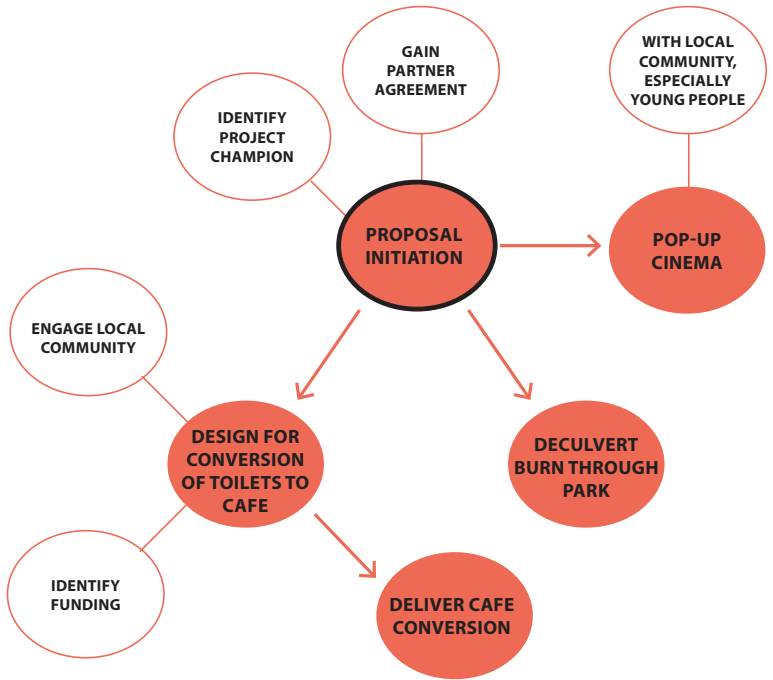 GAIN
PARTNER
AGREEMENT
WITH LOCAL
COMMUNITY,
ESPECIALLY
YOUNG PEOPLE
IDENTIFY
PROJECT
CHAMPION
PROPOSAL
INITIATION
POP-UP
CINEMA
ENGAGE LOCAL
COMMUNITY
DESIGN FOR
CONVERSION
OF TOILETS TO
CAFE
DECULVERT
BURN THROUGH
PARK
IDENTIFY
FUNDING
DELIVER CAFE
CONVERSION